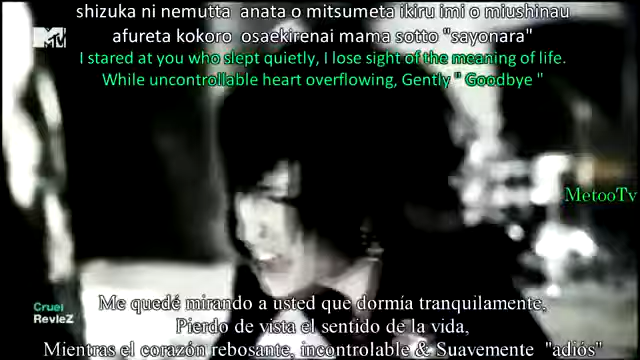 shizuka ni nemutta anata o mitsumeta ikiru imi o miushinau
MTV
afureta kokoro osaekirenai mama sotto "sayonara"
I stared at you who slept quietly, I lose sight of the meaning of life.
While uncontrollable heart overflowing, Gently " Goodbye "
MetooTv
Cruel
RevleZ
Me quedé mirando a usted que dormía tranquilamente,
Pierdo de vista el sentido de la vida,
Mientras el corazón rebosante, incontrolable & Suavemente "adiós"